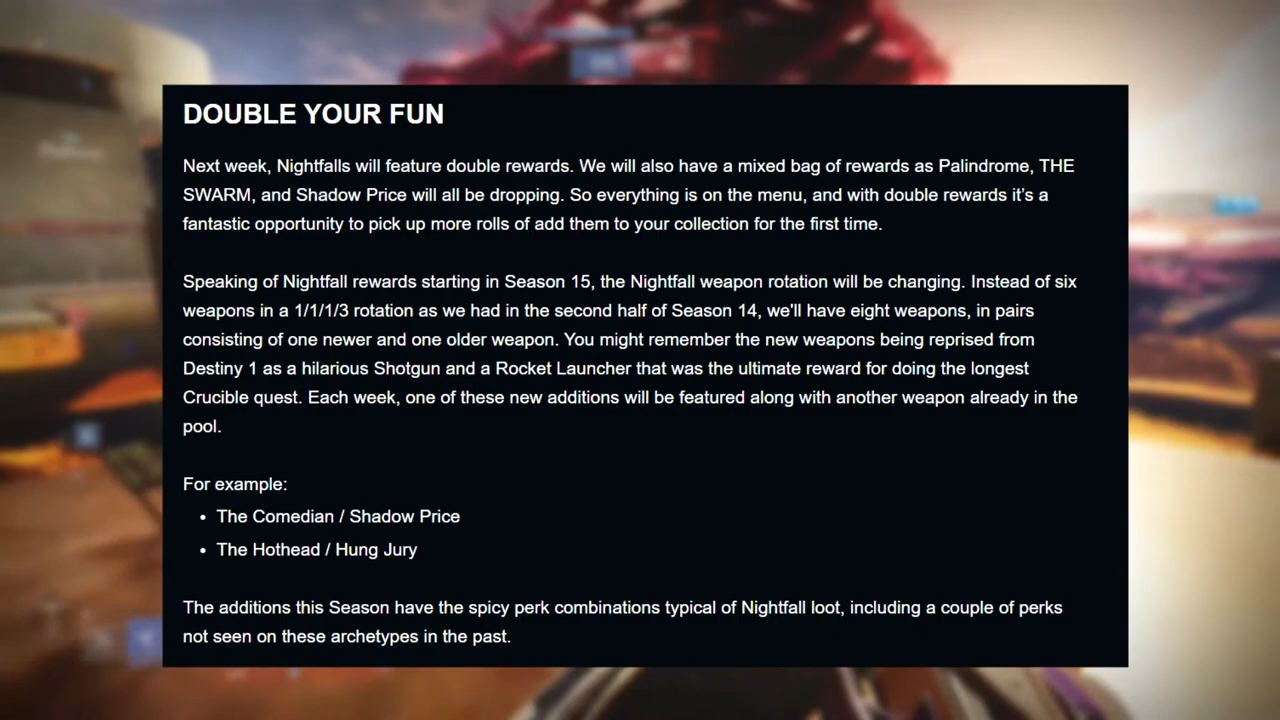 DOUBLE YOUR FUN
Next week, Nightfalls will feature double rewards. We will also have a mixed bag of rewards as Palindrome, THE
SWARM, and Shadow Price will all be dropping. So everything is on the menu, and with double rewards it’s a
fantastic opportunity to pick up more rolls of add them to your collection for the first time.
Speaking of Nightfall rewards starting in Season 15, the Nightfall weapon rotation will be changing. Instead of six
weapons in a 1/1/1/3 rotation as we had in the second half of Season 14, we'll have eight weapons, in pairs
consisting of one newer and one older weapon. You might remember the new weapons being reprised from
Destiny 1 as a hilarious Shotgun and a Rocket Launcher that was the ultimate reward for doing the longest
Crucible quest. Each week, one of these new additions will be featured along with another weapon already in the
pool.
For example:
• The Comedian / Shadow Price
• The Hothead / Hung Jury
The additions this Season have the spicy perk combinations typical of Nightfall loot, including a couple of perks
not seen on these archetypes in the past.